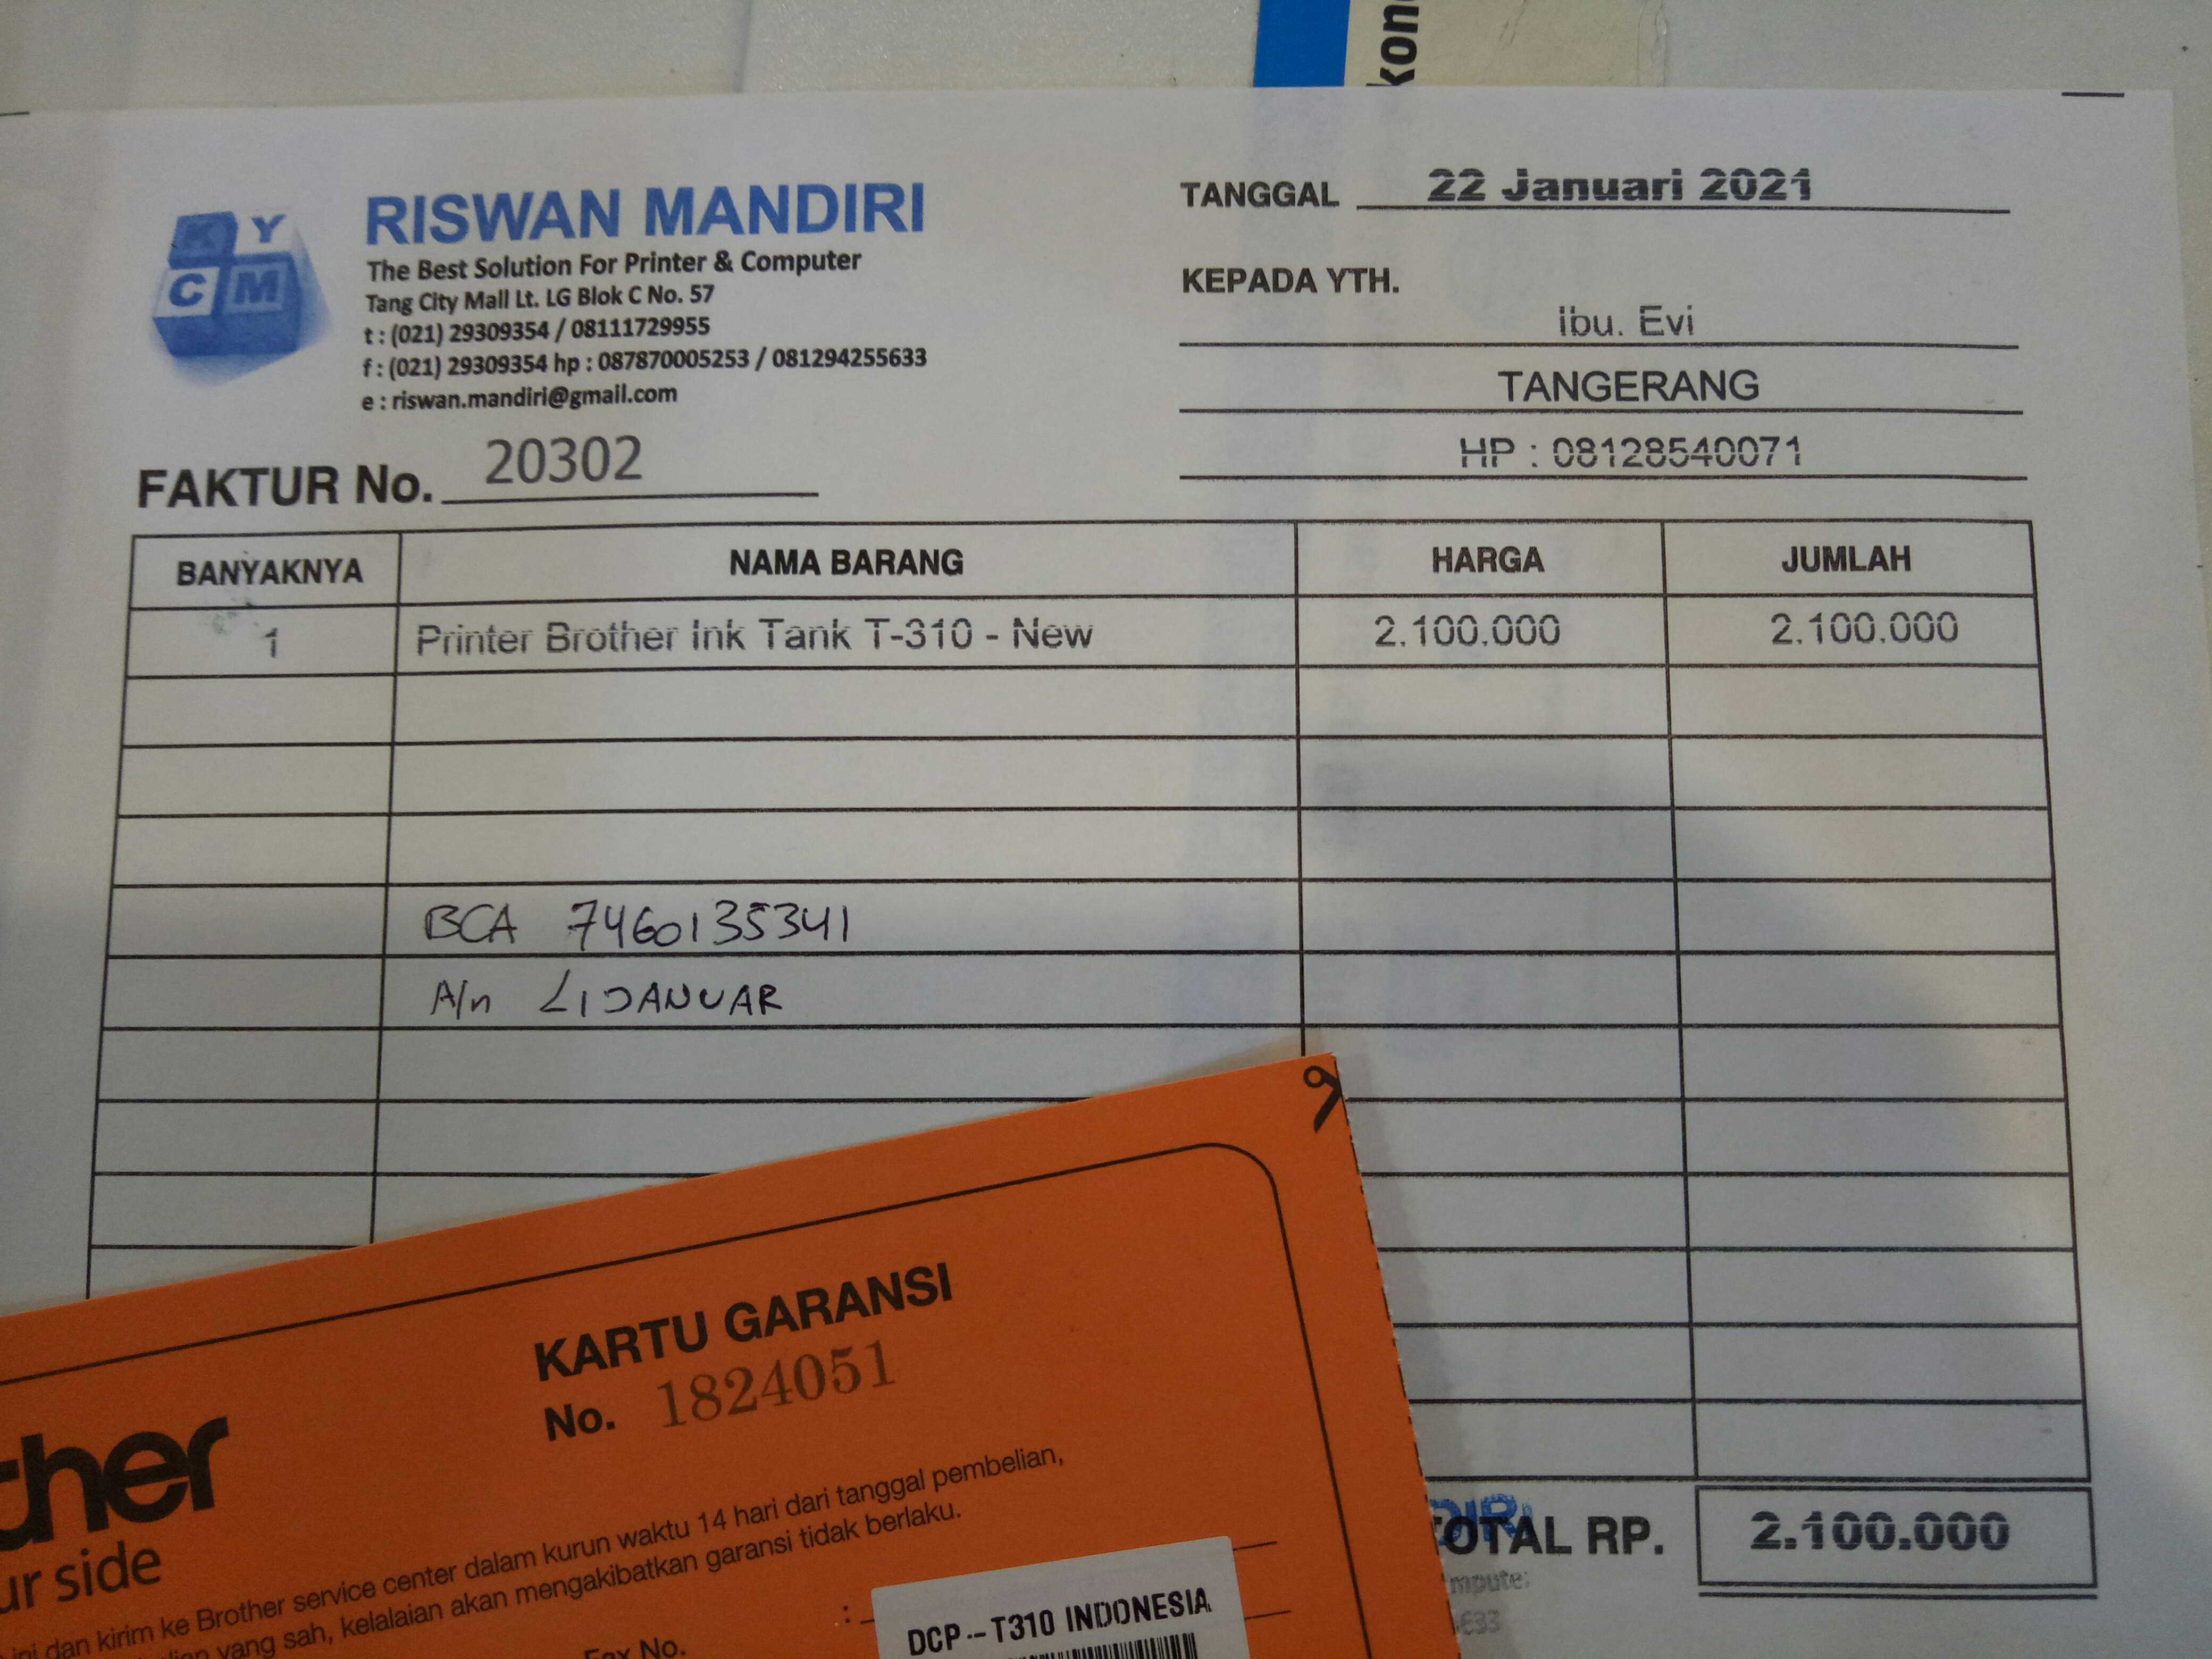 kon
K Y
C M
RISWAN MANDIRI
The Best Solution For Printer & Computer
Tang City Mall Lt. LG Blok C No. 57
t : (021) 29309354 / 08111729955
f : (021) 29309354 hp : 087870005253 / 081294255633
e : riswan.mandiri@gmail.com
TANGGAL 22 Januari 2021
KEPADA YTH.
Ibu. Evi
TANGERANG
HP : 08128540071
FAKTUR No. 20302
BANYAKNYA NAMA BARANG HARGA JUMLAH
1 Printer Brother Ink Tank T-310 - New 2.100.000 2.100.000
BCA 7460135341
A/n LIJANUAR
KARTU GARANSI
No. 1824051
ther
ur side
ini dan kirim ke Brother service center dalam kurun waktu 14 hari dari tanggal pembelian,
yang sah, kelalaian akan mengakibatkan garansi tidak berlaku.
Fax No. :
DCP-T310 INDONESIA
DIRI
OTAL RP. 2.100.000
mpute
633